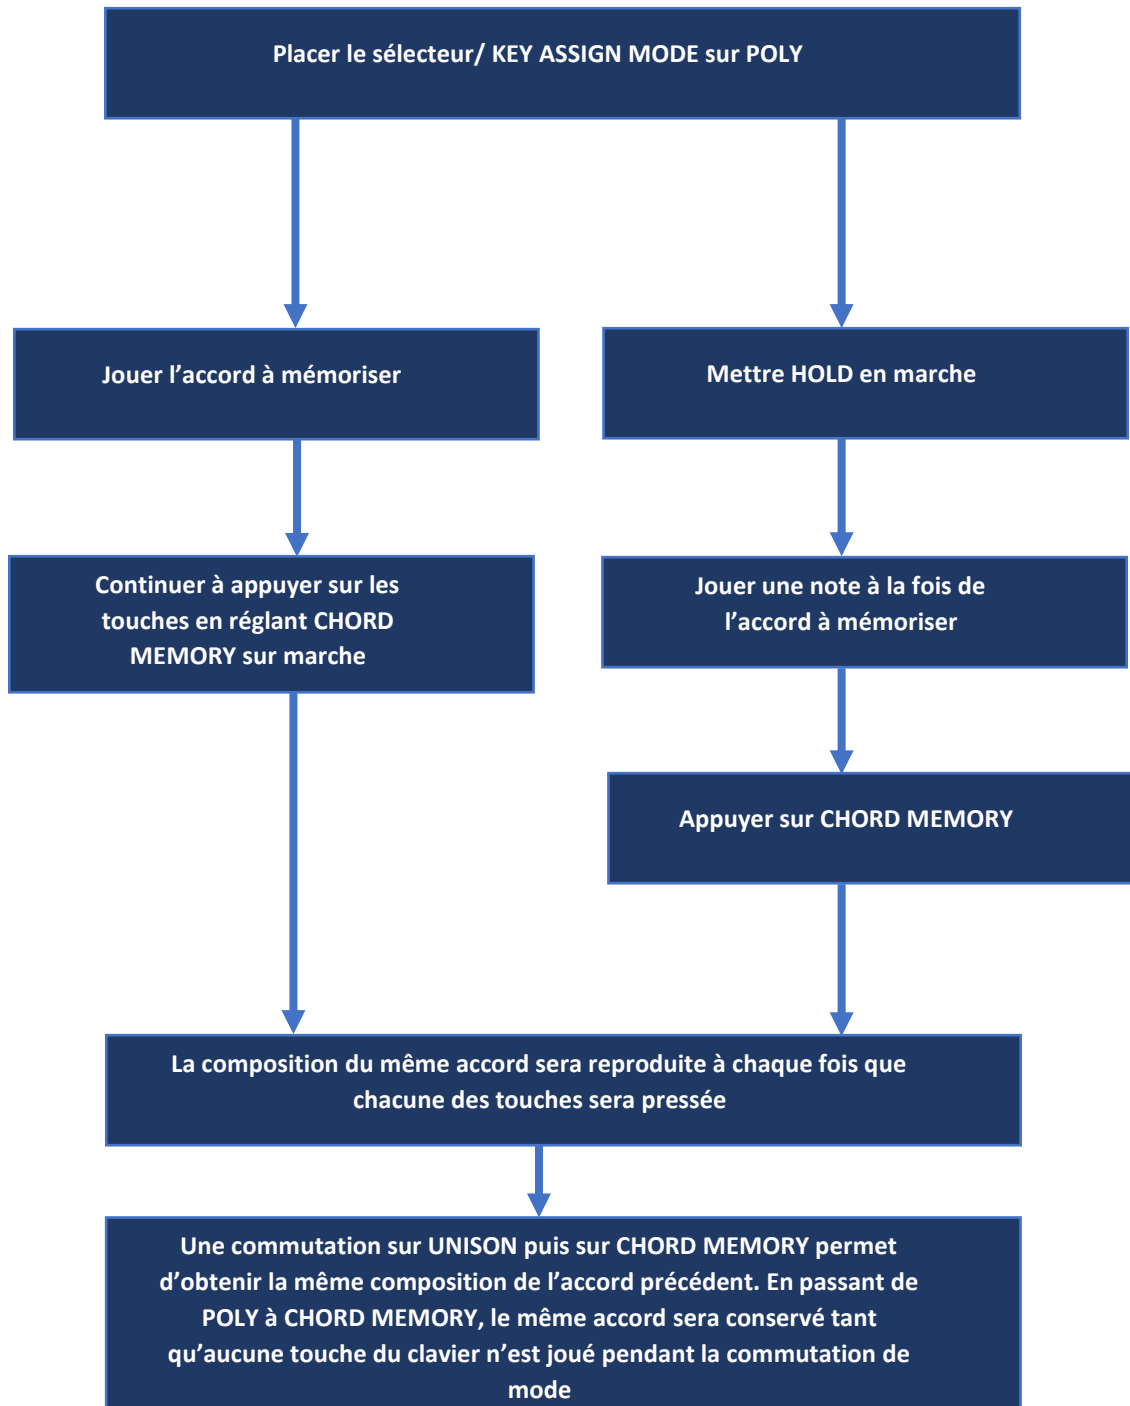 Placer le sélecteur/ KEY ASSIGN MODE sur POLY
Jouer l’accord à mémoriser
Mettre HOLD en marche
Continuer à appuyer sur les
touches en réglant CHORD
MEMORY sur marche
Jouer une note à la fois de
l’accord à mémoriser
Appuyer sur CHORD MEMORY
La composition du même accord sera reproduite à chaque fois que
chacune des touches sera pressée
Une commutation sur UNISON puis sur CHORD MEMORY permet
d’obtenir la même composition de l’accord précédent. En passant de
POLY à CHORD MEMORY, le même accord sera conservé tant
qu’aucune touche du clavier n’est joué pendant la commutation de
mode